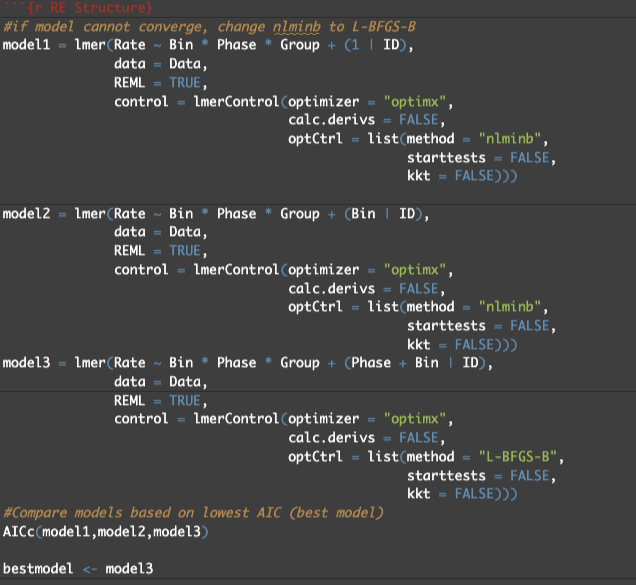 ```{r RE Structure}
#if model cannot converge, change nlminb to L-BFGS-B
model1 = lmer(Rate ~ Bin * Phase * Group + (1 | ID),
              data = Data,
              REML = TRUE,
              control = lmerControl(optimizer = "optimx",
                                    calc.derivs = FALSE,
                                    optCtrl = list(method = "nlminb",
                                                   starttests = FALSE,
                                                   kkt = FALSE)))

model2 = lmer(Rate ~ Bin * Phase * Group + (Bin | ID),
              data = Data,
              REML = TRUE,
              control = lmerControl(optimizer = "optimx",
                                    calc.derivs = FALSE,
                                    optCtrl = list(method = "nlminb",
                                                   starttests = FALSE,
                                                   kkt = FALSE)))
model3 = lmer(Rate ~ Bin * Phase * Group + (Phase + Bin | ID),
              data = Data,
              REML = TRUE,
              control = lmerControl(optimizer = "optimx",
                                    calc.derivs = FALSE,
                                    optCtrl = list(method = "L-BFGS-B",
                                                   starttests = FALSE,
                                                   kkt = FALSE)))
#Compare models based on lowest AIC (best model)
AICc(model1,model2,model3)

bestmodel <- model3